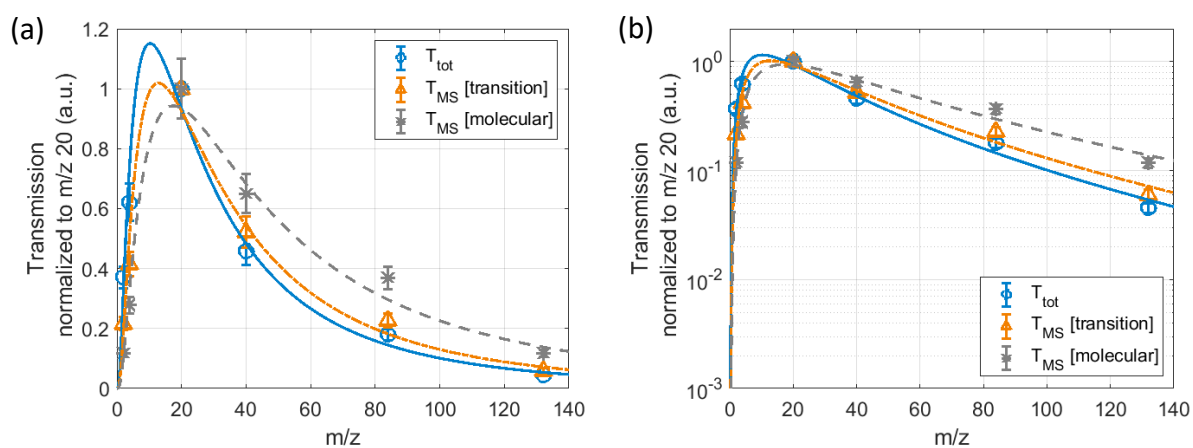 (a)
Transmission
normalized to m/z 20 (a.u.)
1.2
1
0.8
0.6
0.4
0.2
0
0 20 40 60 80 100 120 140
m/z
T_tot
T_MS [transition]
T_MS [molecular]
(b)
Transmission
normalized to m/z 20 (a.u.)
10^0
10^-1
10^-2
10^-3
0 20 40 60 80 100 120 140
m/z
T_tot
T_MS [transition]
T_MS [molecular]